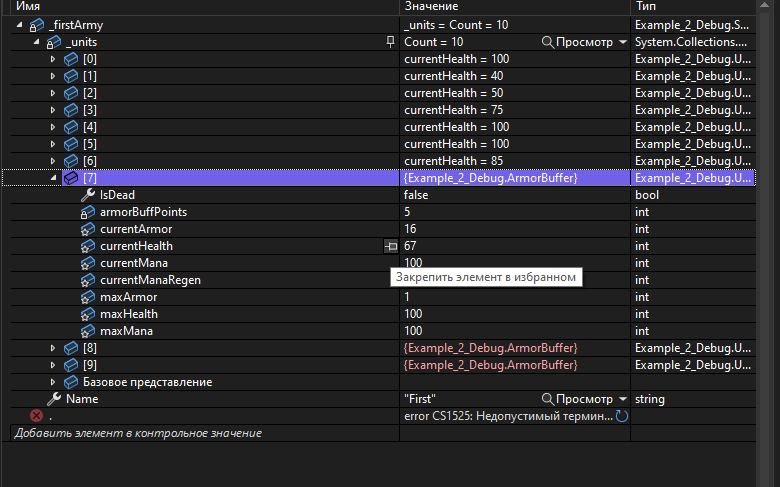 Имя Значение Тип
_firstArmy _units = Count = 10 Example_2_Debug.S...
_units Count = 10 Просмотр System.Collections....
[0] currentHealth = 100 Example_2_Debug.U...
[1] currentHealth = 40 Example_2_Debug.U...
[2] currentHealth = 50 Example_2_Debug.U...
[3] currentHealth = 75 Example_2_Debug.U...
[4] currentHealth = 100 Example_2_Debug.U...
[5] currentHealth = 100 Example_2_Debug.U...
[6] currentHealth = 85 Example_2_Debug.U...
[7] {Example_2_Debug.ArmorBuffer} Example_2_Debug.U...
IsDead false bool
armorBuffPoints 5 int
currentArmor 16 int
currentHealth 67 int
currentMana 100 int
Закрепить элемент в избранном
currentManaRegen int
maxArmor 1 int
maxHealth 100 int
maxMana 100 int
[8] {Example_2_Debug.ArmorBuffer} Example_2_Debug.U...
[9] {Example_2_Debug.ArmorBuffer} Example_2_Debug.U...
Базовое представление
Name "First" Просмотр string
. error CS1525: Недопустимый термин...
Добавить элемент в контрольное значение